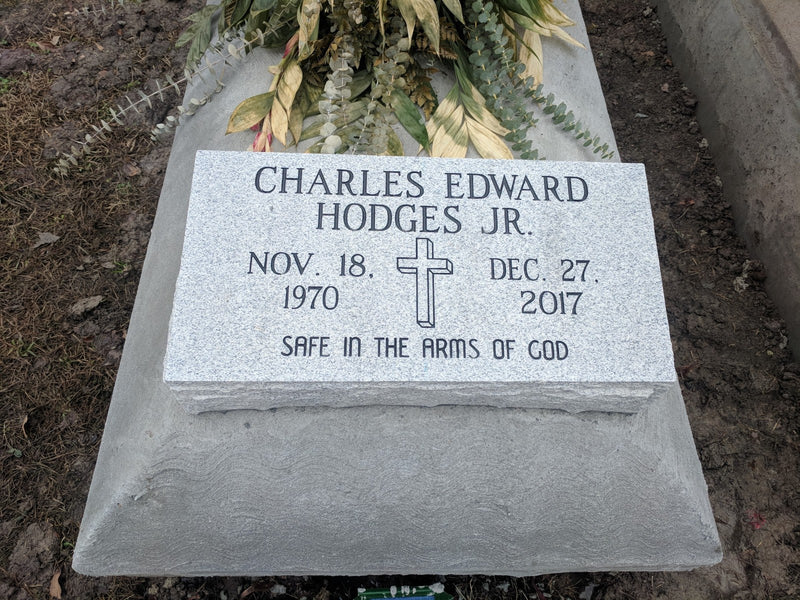 CHARLES EDWARD
HODGES JR.
NOV. 18, DEC. 27,
1970 2017
SAFE IN THE ARMS OF GOD